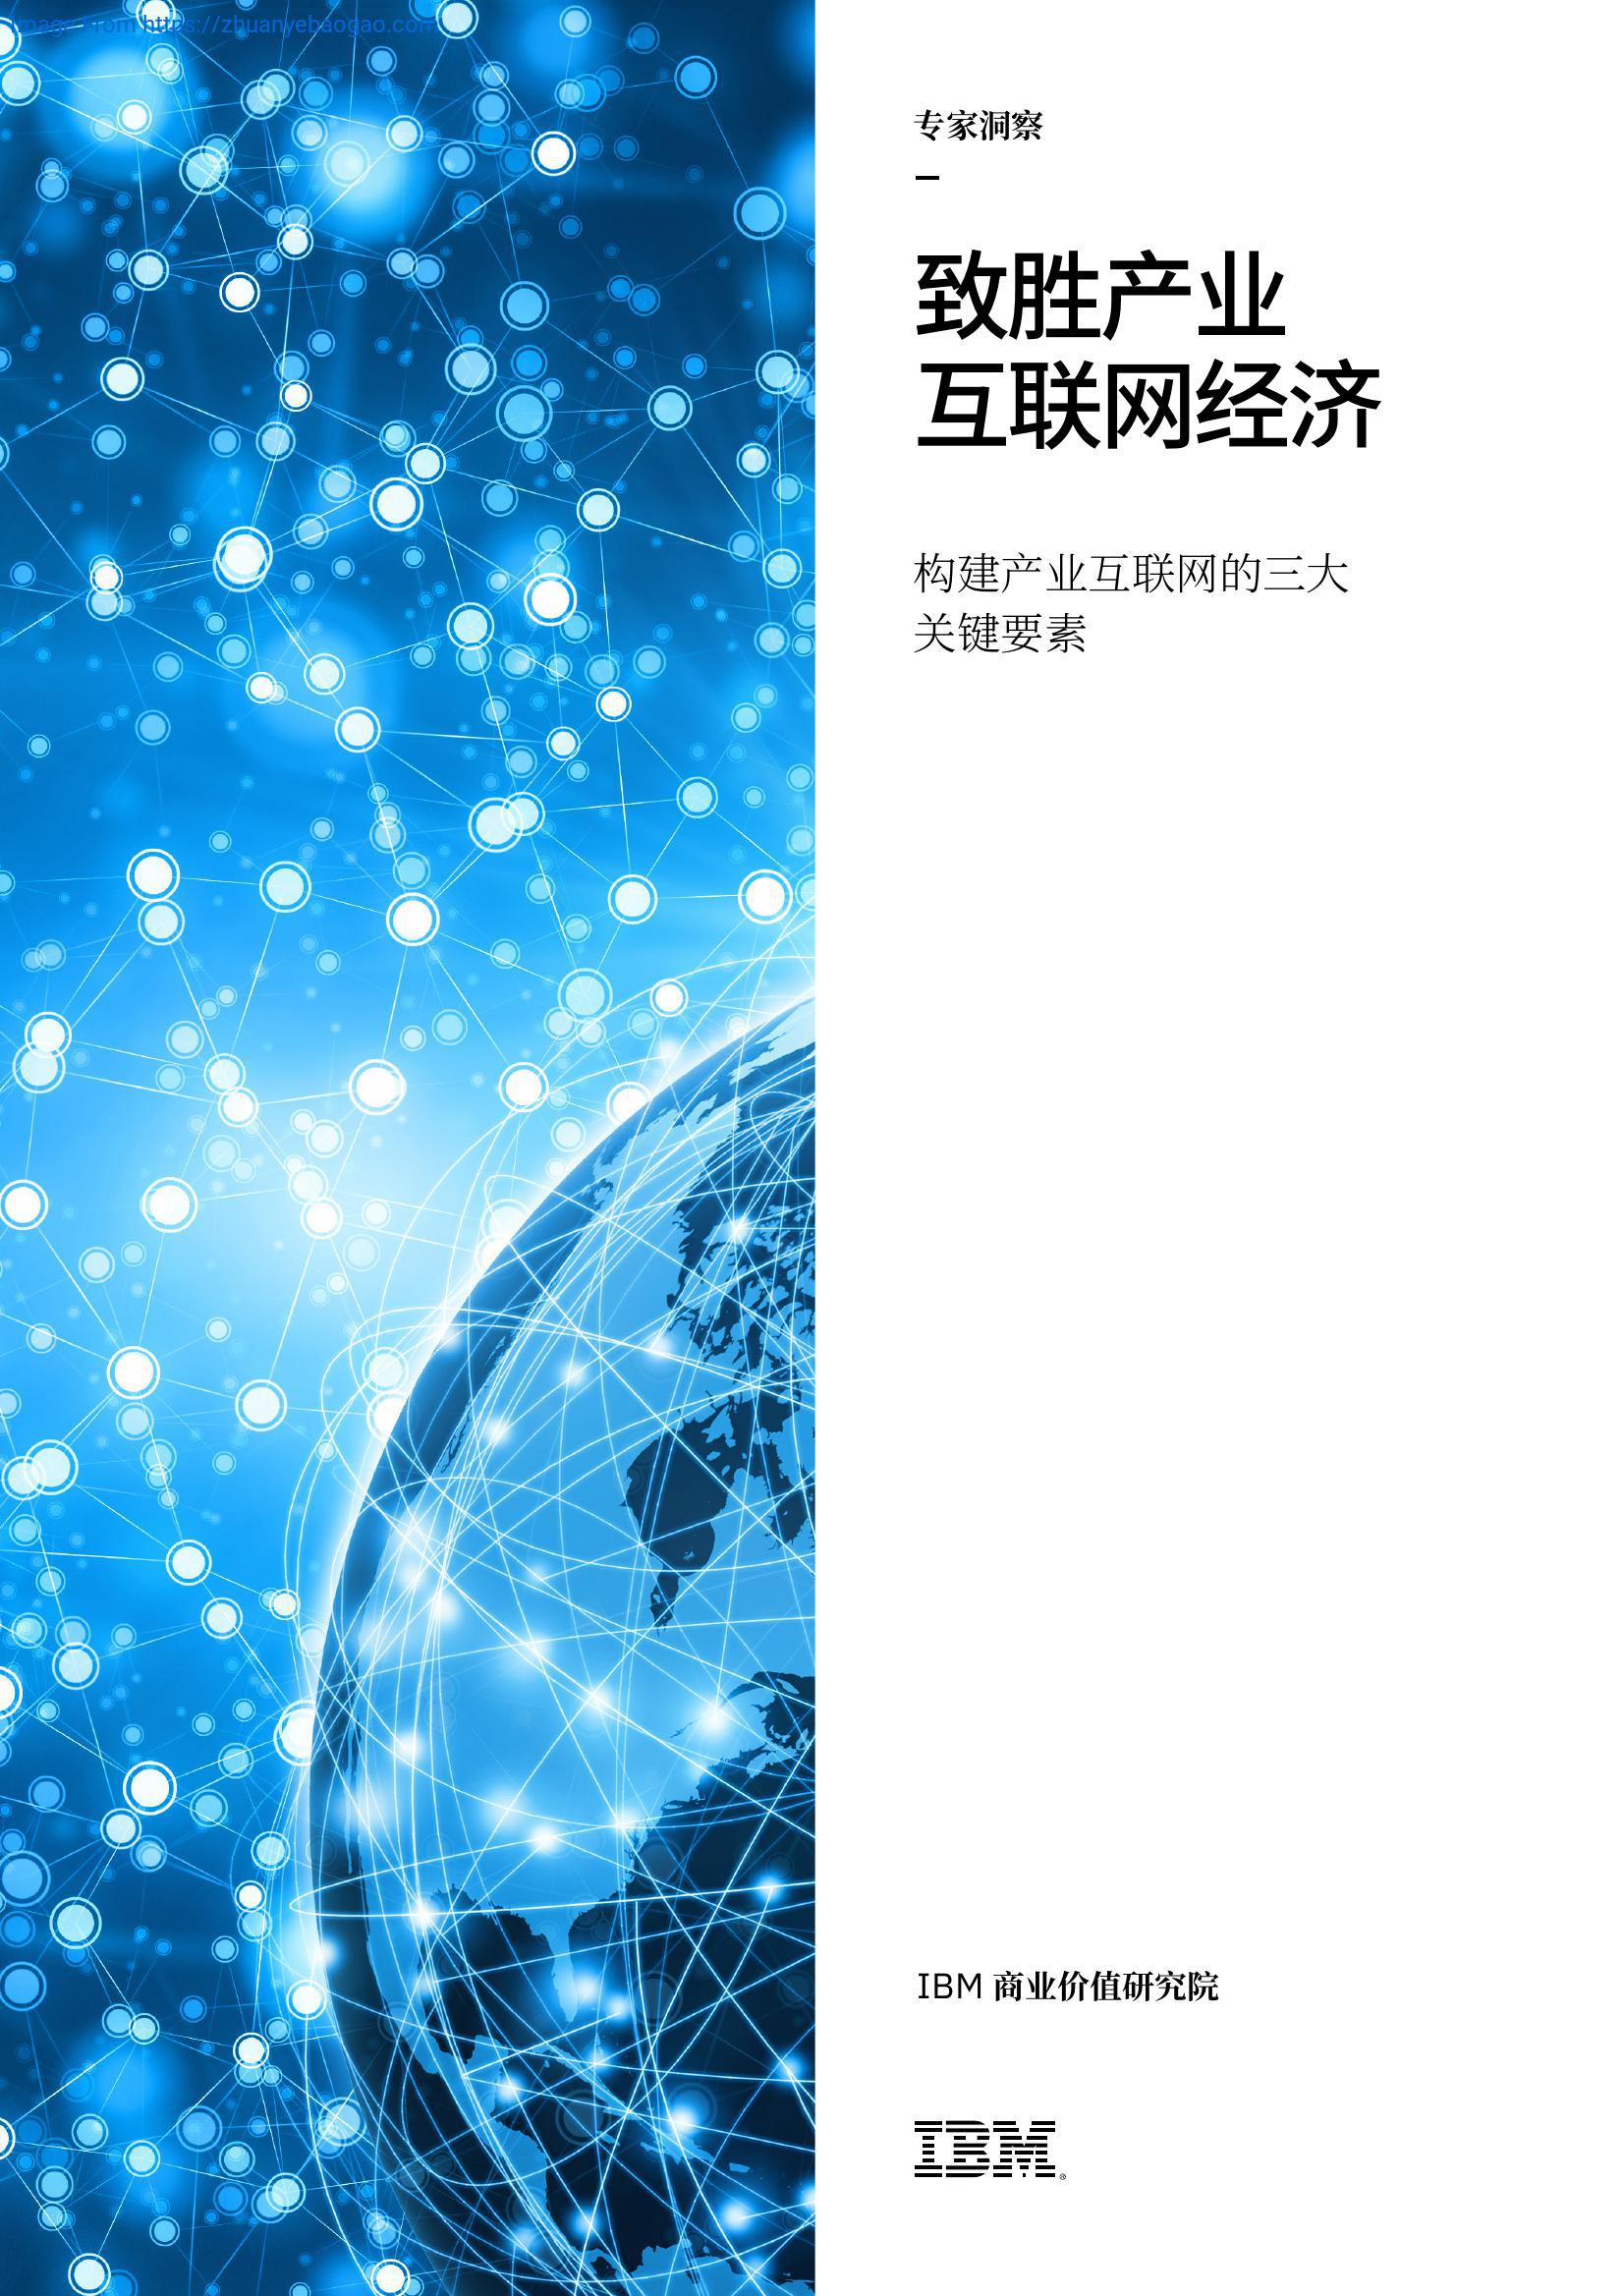 Image From https://zhuanyebaogao.com
专家洞察
致胜产业
互联网经济
构建产业互联网的三大
关键要素
IBM 商业价值研究院
IBM®